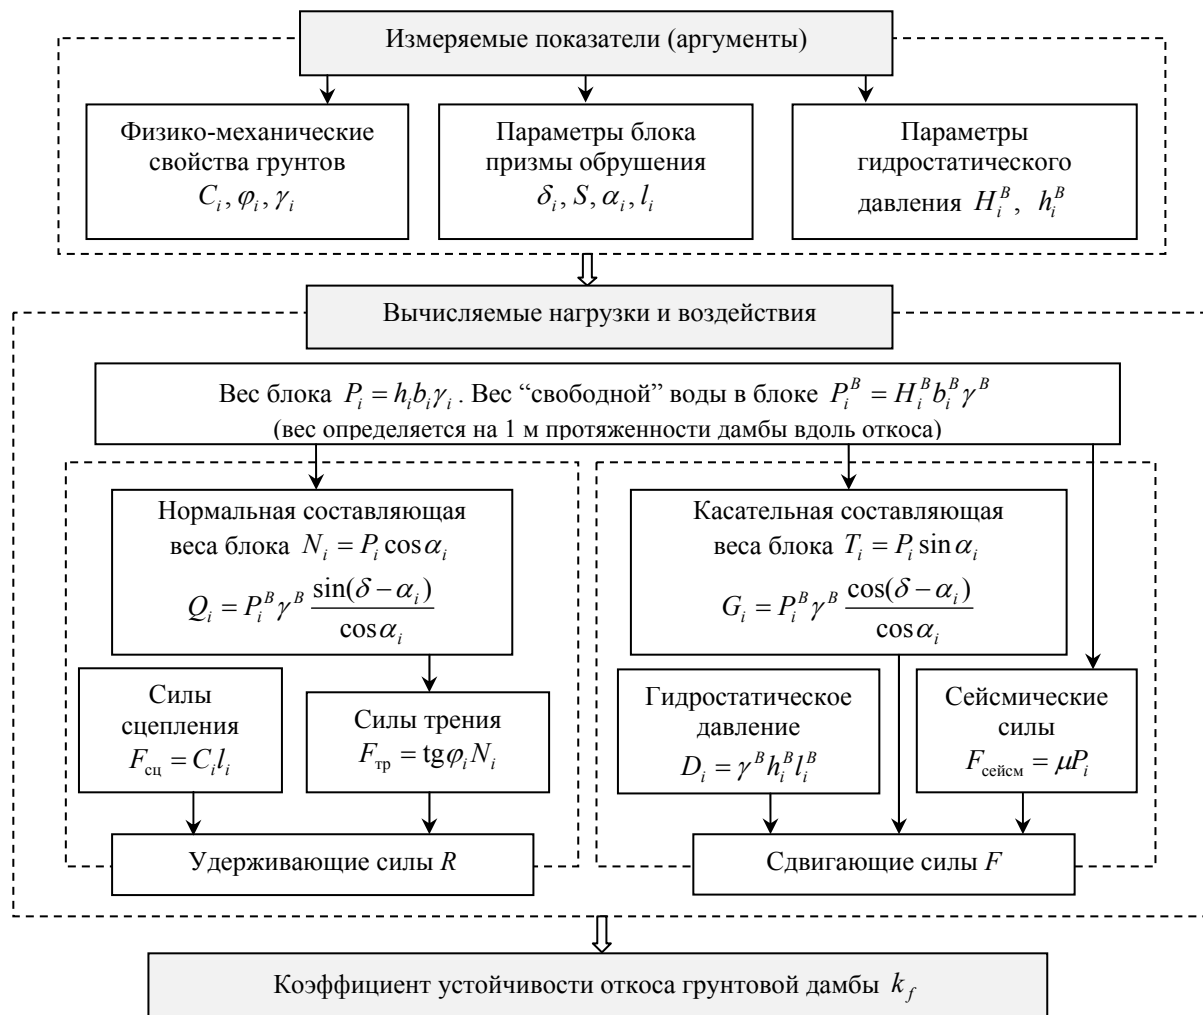 Измеряемые показатели (аргументы)
Физико-механические
свойства грунтов
C_i, φ_i, γ_i
Параметры блока
призмы обрушения
δ_i, S, α_i, l_i
Параметры
гидростатического
давления H_i^B, h_i^B
Вычисляемые нагрузки и воздействия
Вес блока P_i = h_i b_i γ_i. Вес “свободной” воды в блоке P_i^B = H_i^B b_i^B γ^B
(вес определяется на 1 м протяженности дамбы вдоль откоса)
Нормальная составляющая
веса блока N_i = P_i cos α_i
Q_i = P_i^B γ^B sin(δ − α_i) / cos α_i
Касательная составляющая
веса блока T_i = P_i sin α_i
G_i = P_i^B γ^B cos(δ − α_i) / cos α_i
Силы
сцепления
F_сц = C_i l_i
Силы трения
F_тр = tg φ_i N_i
Гидростатическое
давление
D_i = γ^B h_i^B l_i^B
Сейсмические
силы
F_сейсм = μP_i
Удерживающие силы R
Сдвигающие силы F
Коэффициент устойчивости откоса грунтовой дамбы k_f